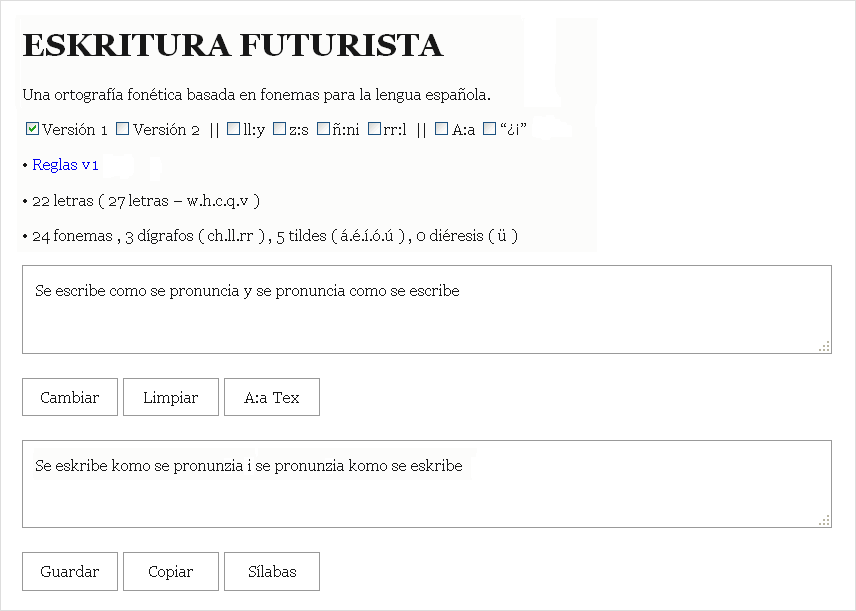 ESKRITURA FUTURISTA
Una ortografía fonética basada en fonemas para la lengua española.
Versión 1 Versión 2 || ll:y z:s ñ:ni rr:l || A:a “¿¡”
• Reglas v1
• 22 letras ( 27 letras – w.h.c.q.v )
• 24 fonemas , 3 dígrafos ( ch.ll.rr ) , 5 tildes ( á.é.í.ó.ú ) , 0 diéresis ( ü )
Se escribe como se pronuncia y se pronuncia como se escribe
Cambiar Limpiar A:a Tex
Se eskribe komo se pronunzia i se pronunzia komo se eskribe
Guardar Copiar Sílabas